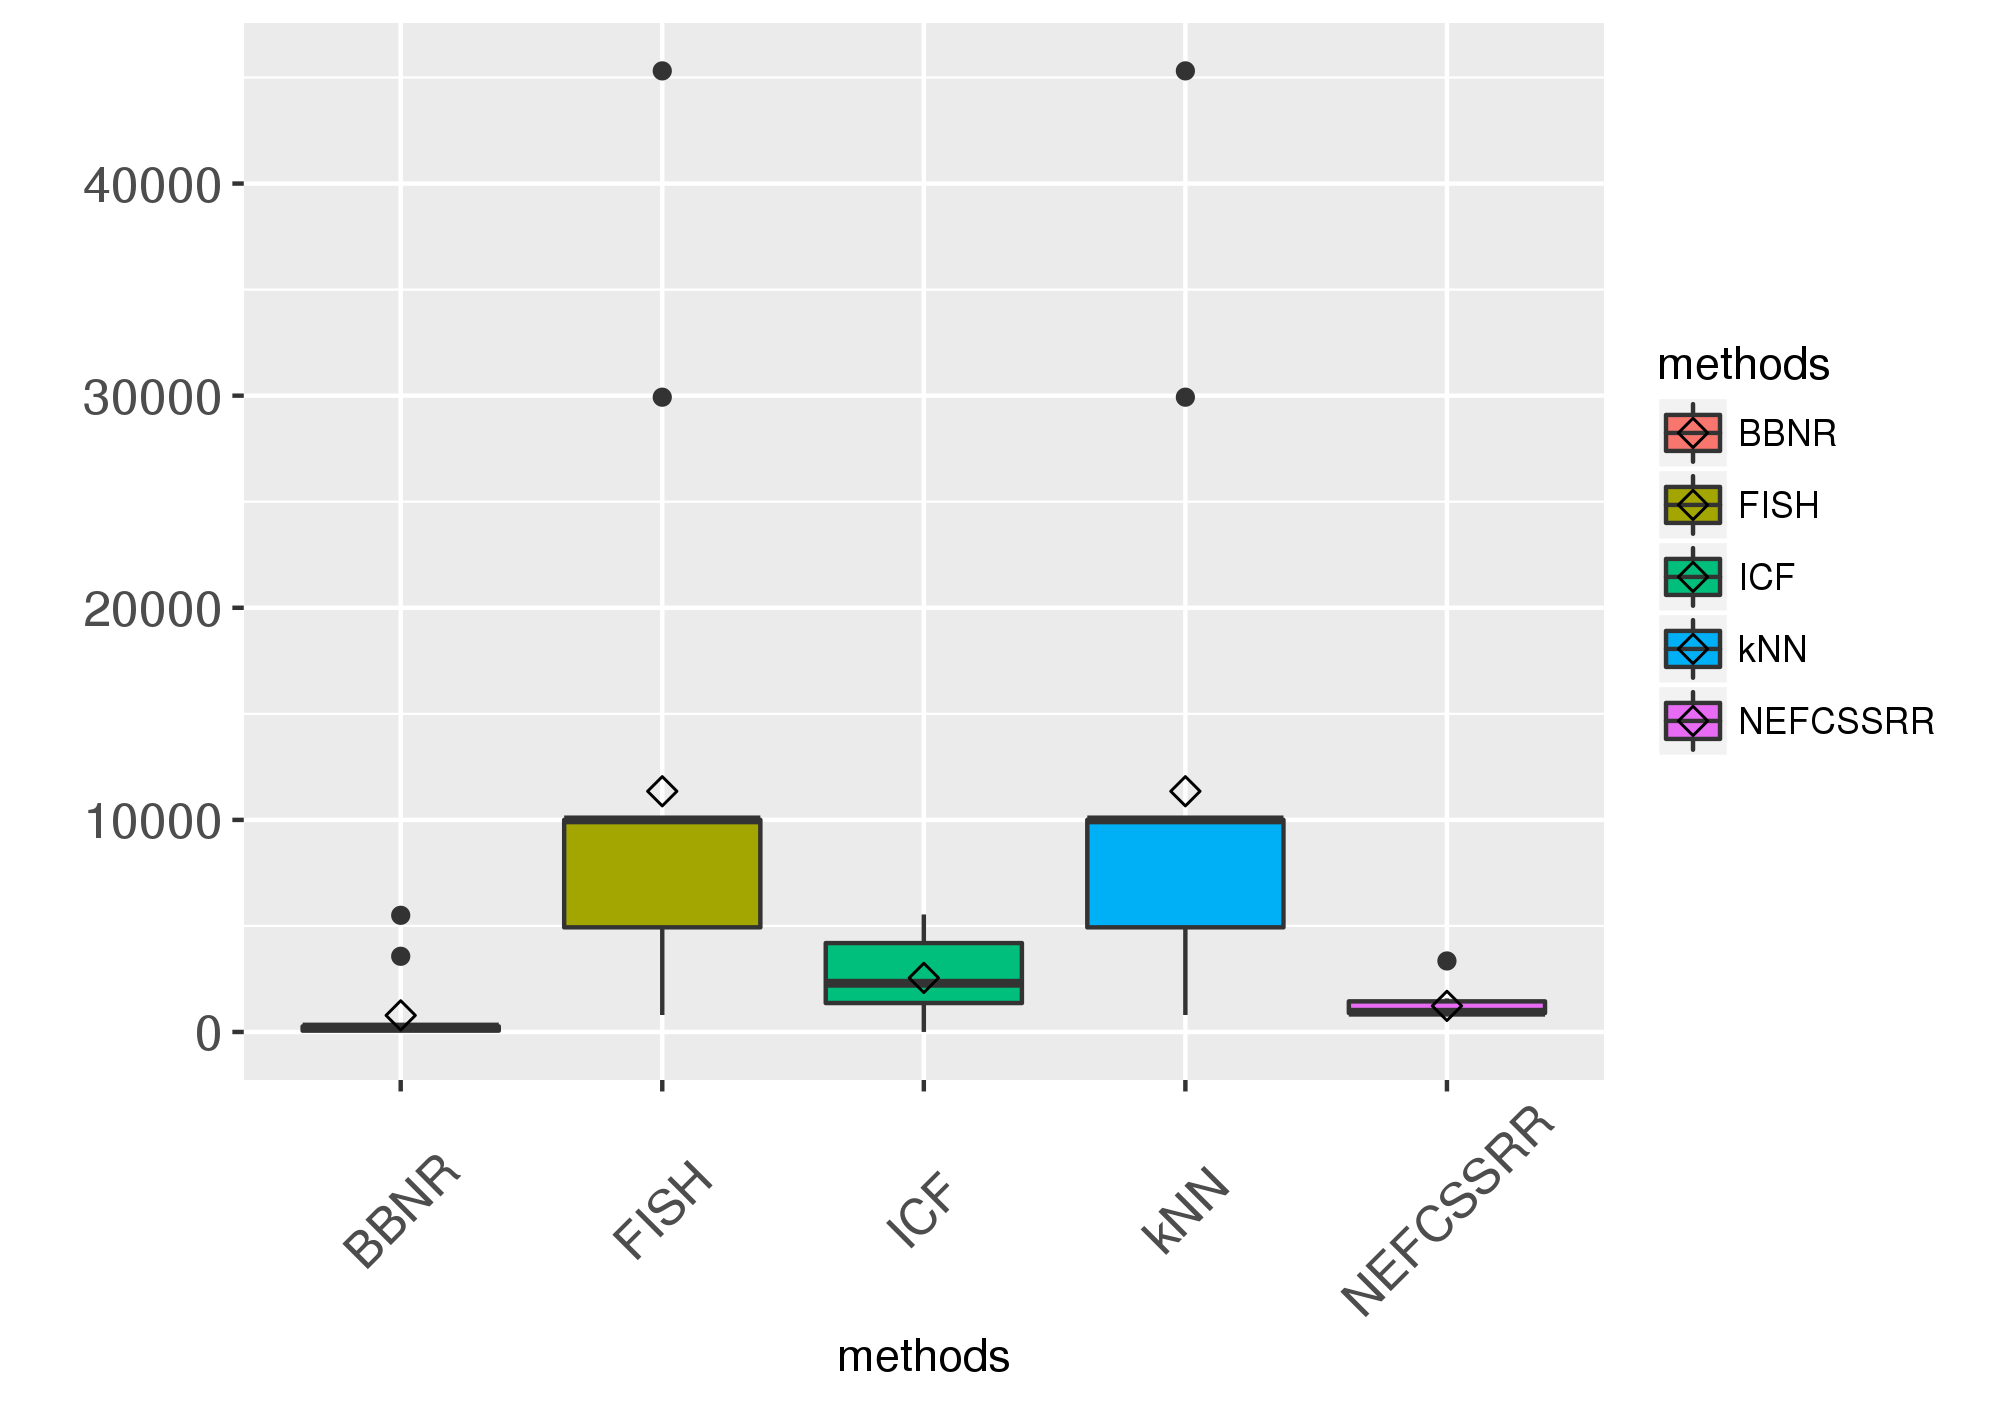 40000
30000
20000
10000
0
BBNR
FISH
ICF
kNN
NEFCSSRR
methods
methods
BBNR
FISH
ICF
kNN
NEFCSSRR